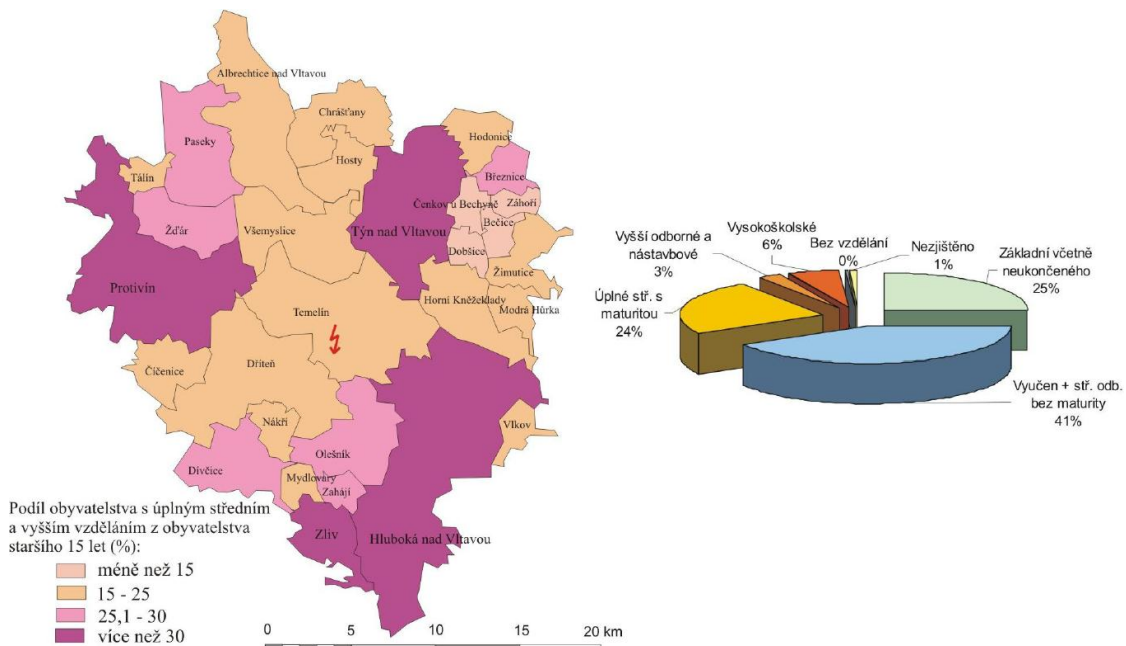 Albrechtice nad Vltavou
Chrášťany
Paseky
Hodonice
Hosty
Březnice
Tálín
Čenkov u Bechyně
Záhoří
Žďár
Všemyslice
Týn nad Vltavou
Bečice
Dobšice
Žimutice
Protivín
Horní Kněžeklady
Modrá Hůrka
Temelín
Číčenice
Dříteň
Nákří
Vlkov
Olešník
Dívčice
Mydlovary
Zahájí
Zliv
Hluboká nad Vltavou
Podíl obyvatelstva s úplným středním
a vyšším vzděláním z obyvatelstva
staršího 15 let (%):
méně než 15
15 - 25
25,1 - 30
více než 30
0 5 10 15 20 km
Vyšší odborné a
nástavbové
3%
Vysokoškolské
6%
Bez vzdělání
0%
Nezjištěno
1%
Základní včetně
neukončeného
25%
Úplné stř. s
maturitou
24%
Vyučen + stř. odb.
bez maturity
41%